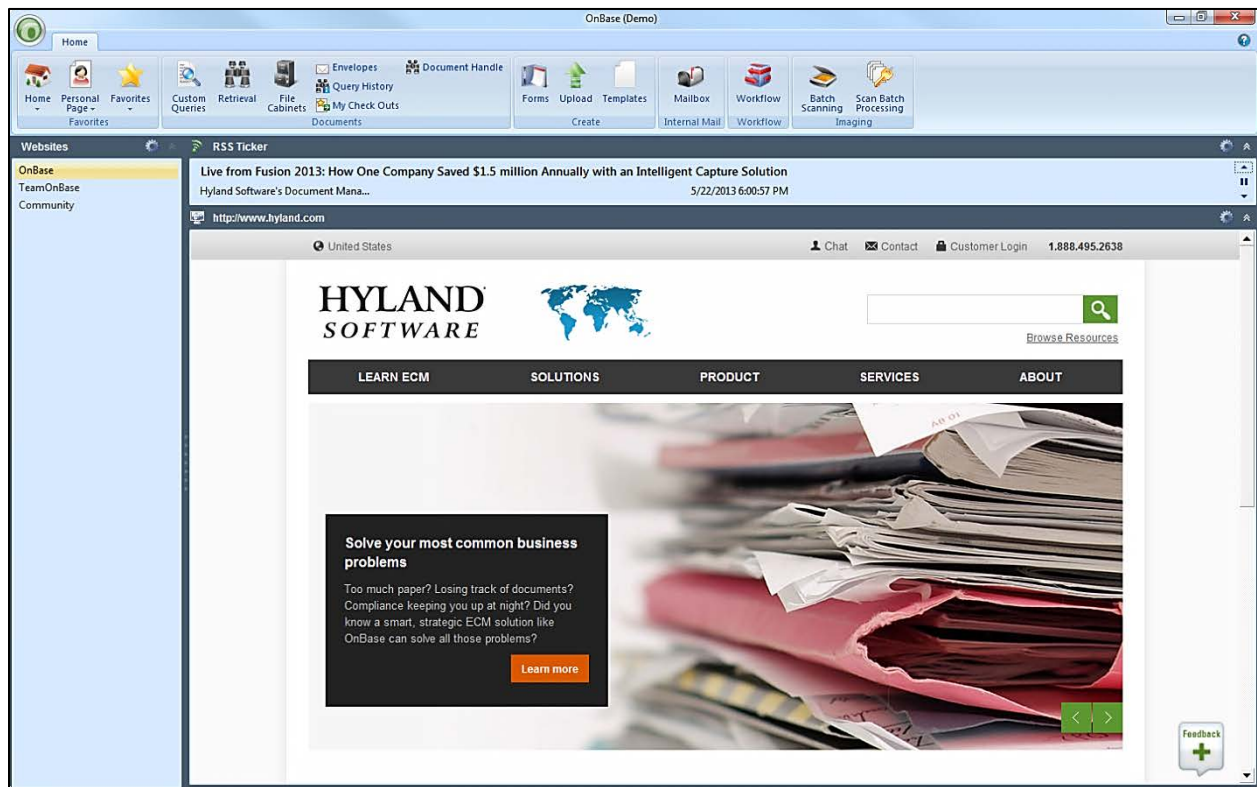 OnBase (Demo)
Home
Home
Personal Page
Favorites
Favorites
Custom Queries
Retrieval
File Cabinets
Envelopes
Query History
My Check Outs
Document Handle
Documents
Forms
Upload
Templates
Create
Mailbox
Internal Mail
Workflow
Workflow
Batch Scanning
Scan Batch Processing
Imaging
Websites
OnBase
TeamOnBase
Community
RSS Ticker
Live from Fusion 2013: How One Company Saved $1.5 million Annually with an Intelligent Capture Solution
Hyland Software's Document Mana... 5/22/2013 6:00:57 PM
http://www.hyland.com
United States Chat Contact Customer Login 1.888.495.2638
HYLAND
SOFTWARE
Browse Resources
LEARN ECM SOLUTIONS PRODUCT SERVICES ABOUT
AB 01
Solve your most common business
problems
Too much paper? Losing track of documents?
Compliance keeping you up at night? Did you
know a smart, strategic ECM solution like
OnBase can solve all those problems?
Learn more
Feedback